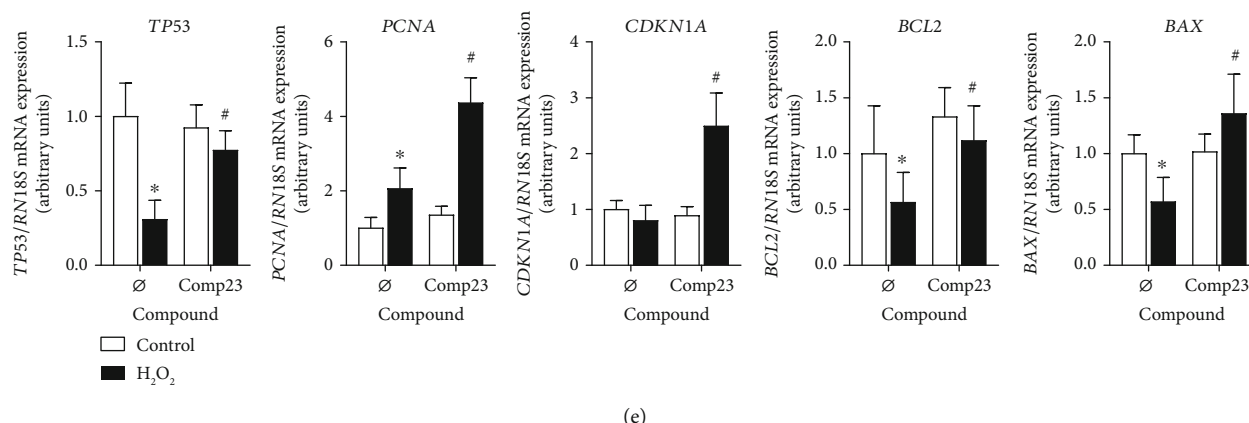 TP53
TP53/RN18S mRNA expression
(arbitrary units)
1.5
1.0
0.5
0.0
*
#
∅ Comp23
Compound
PCNA
PCNA/RN18S mRNA expression
(arbitrary units)
6
4
2
0
*
#
∅ Comp23
Compound
CDKN1A
CDKN1A/RN18S mRNA expression
(arbitrary units)
4
3
2
1
0
#
∅ Comp23
Compound
BCL2
BCL2/RN18S mRNA expression
(arbitrary units)
2.0
1.5
1.0
0.5
0.0
*
#
∅ Comp23
Compound
BAX
BAX/RN18S mRNA expression
(arbitrary units)
2.0
1.5
1.0
0.5
0.0
*
#
∅ Comp23
Compound
Control
H₂O₂
(e)